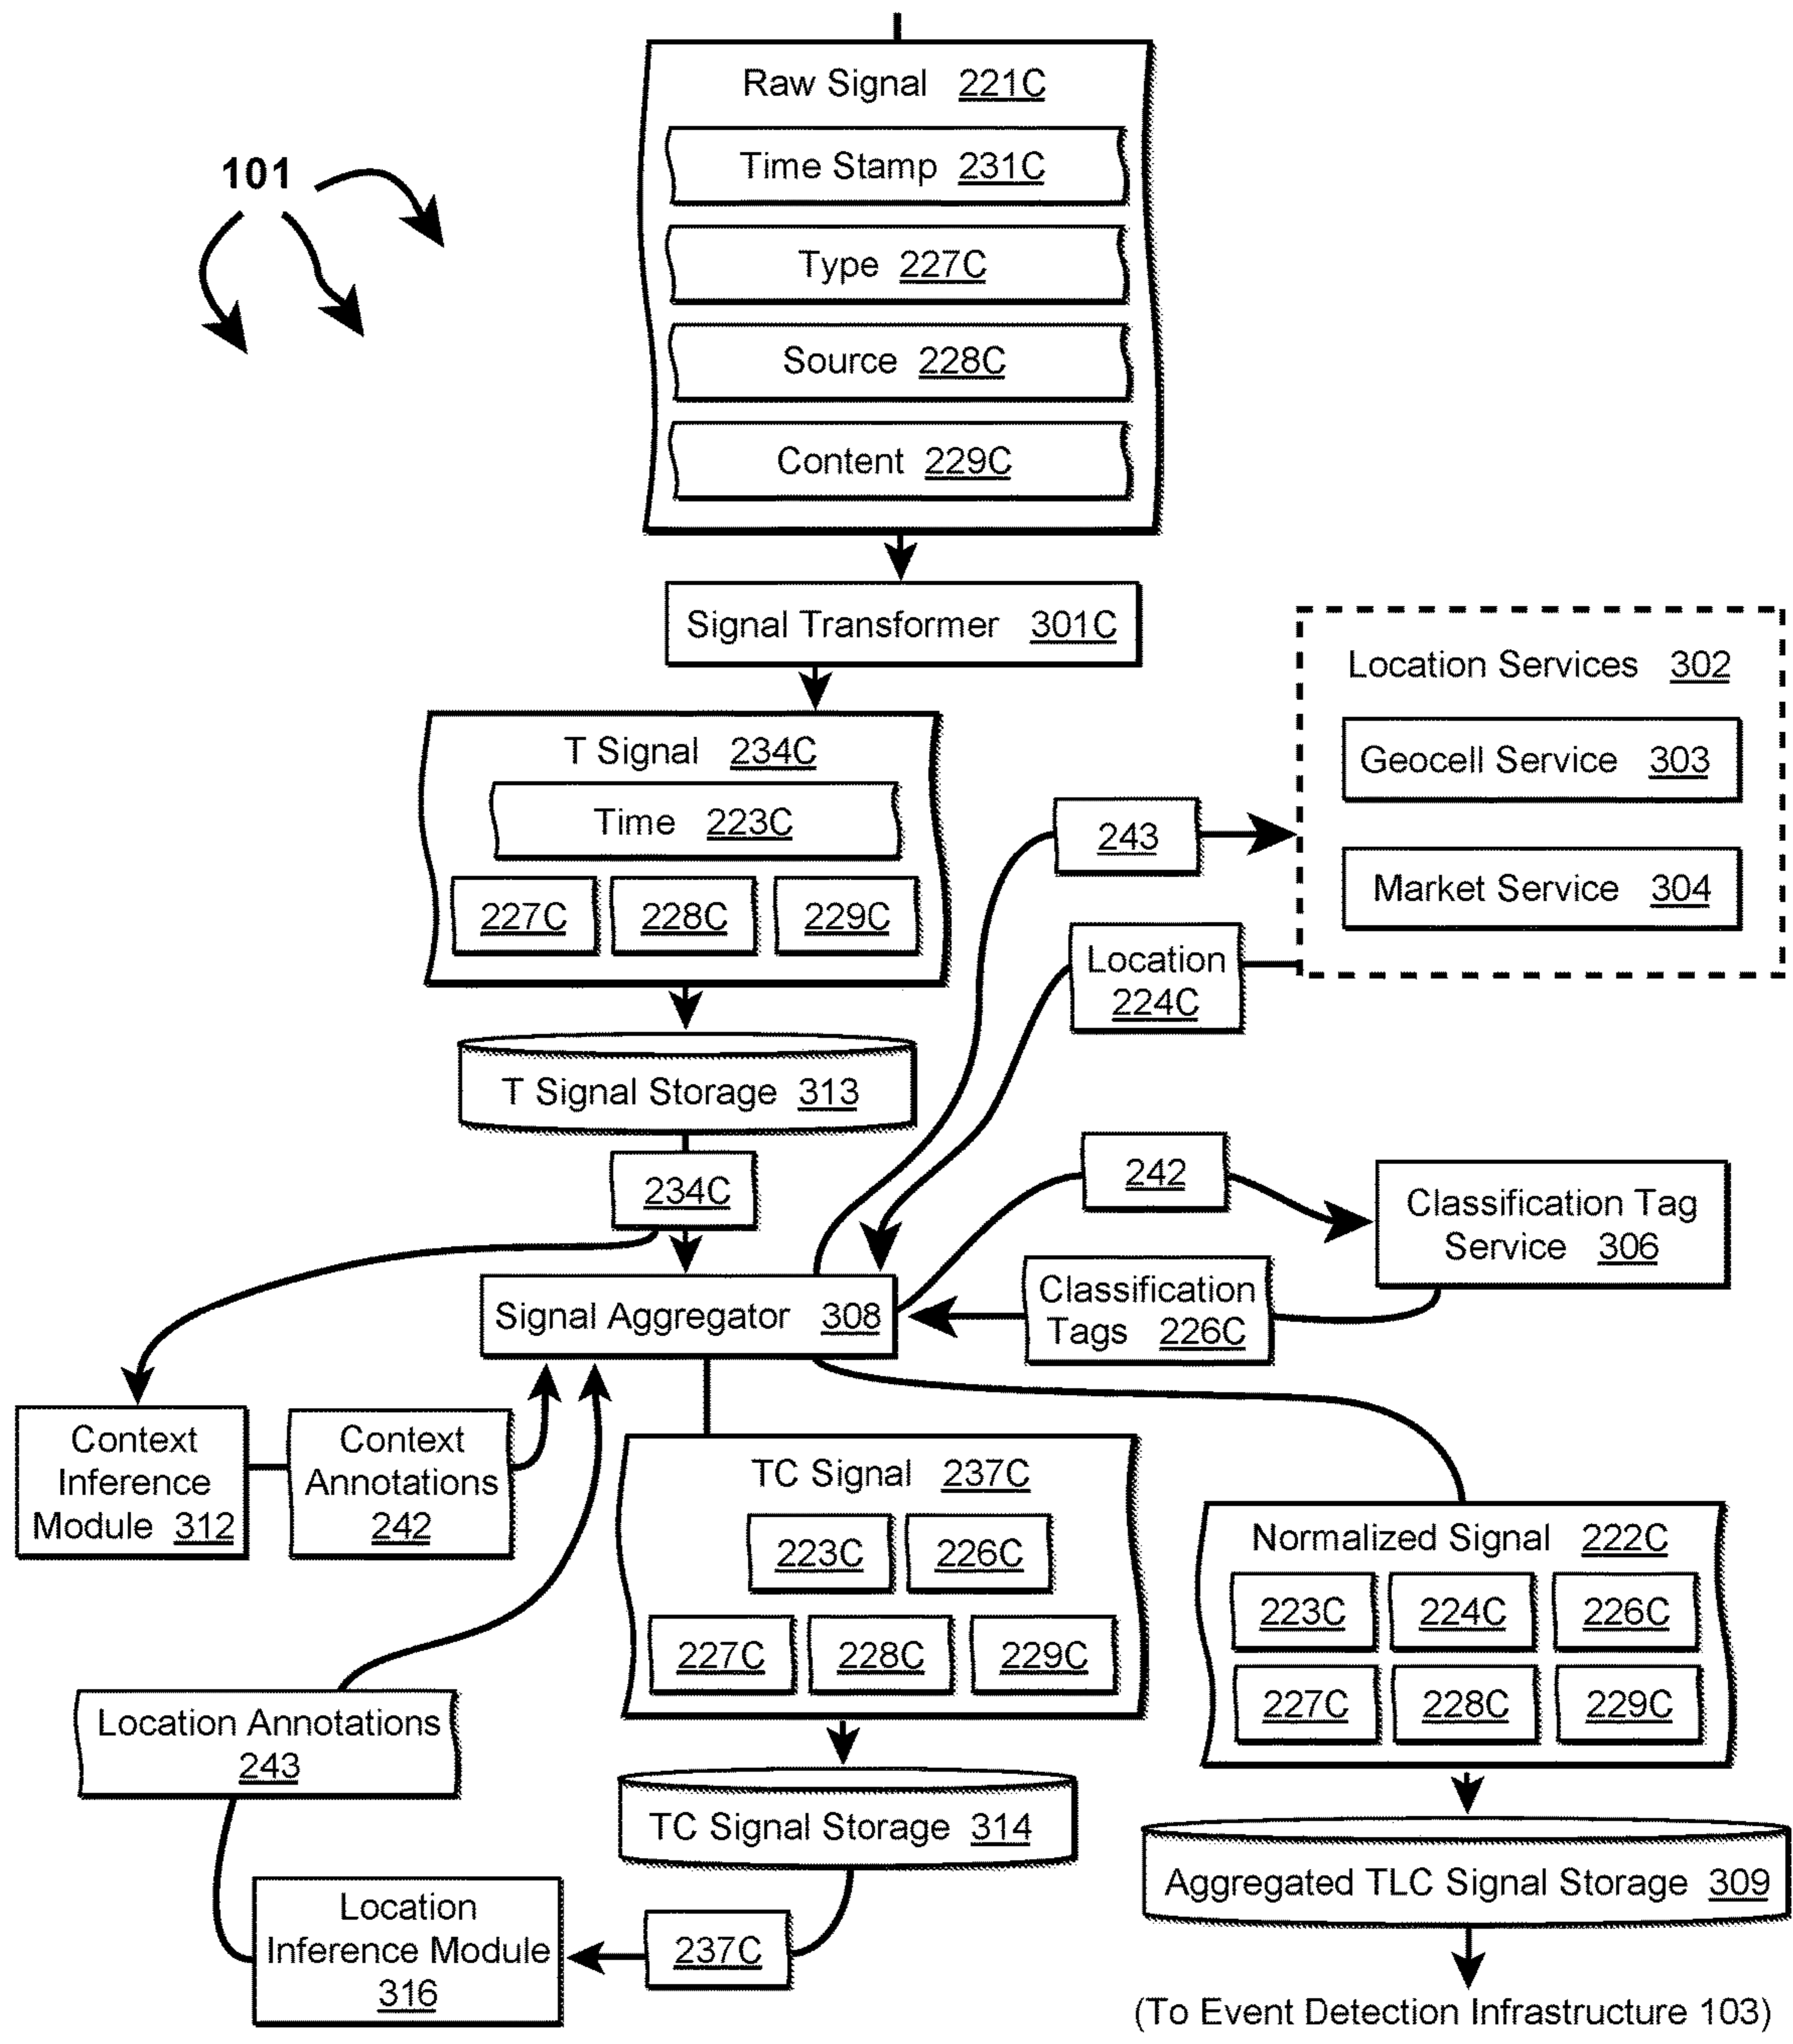 Raw Signal 221C
101
Time Stamp 231C
Type 227C
Source 228C
Content 229C
Signal Transformer 301C
Location Services 302
Geocell Service 303
Market Service 304
T Signal 234C
Time 223C
227C 228C 229C
243
Location
224C
T Signal Storage 313
234C
242
Classification Tag
Service 306
Classification
Tags 226C
Signal Aggregator 308
Context
Inference
Module 312
Context
Annotations
242
TC Signal 237C
223C 226C
227C 228C 229C
Normalized Signal 222C
223C 224C 226C
227C 228C 229C
Location Annotations
243
TC Signal Storage 314
Aggregated TLC Signal Storage 309
Location
Inference Module
316
237C
(To Event Detection Infrastructure 103)